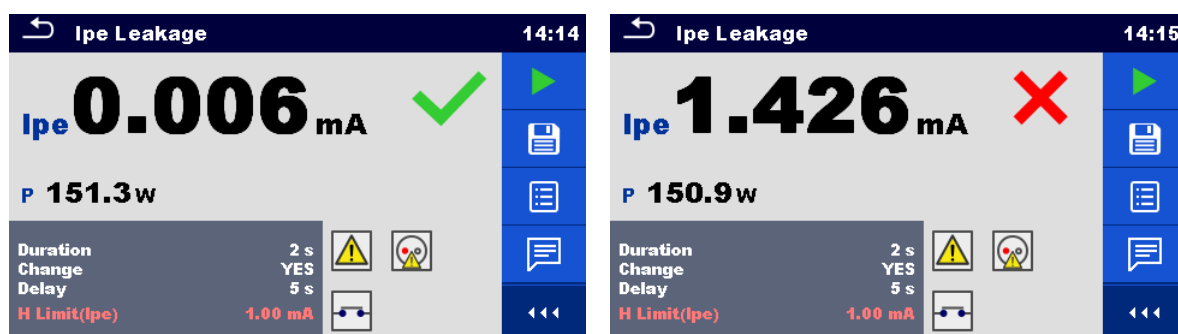 Ipe Leakage 14:14
Ipe 0.006 mA
P 151.3 W
Duration 2 s
Change YES
Delay 5 s
H Limit(Ipe) 1.00 mA
Ipe Leakage 14:15
Ipe 1.426 mA
P 150.9 W
Duration 2 s
Change YES
Delay 5 s
H Limit(Ipe) 1.00 mA